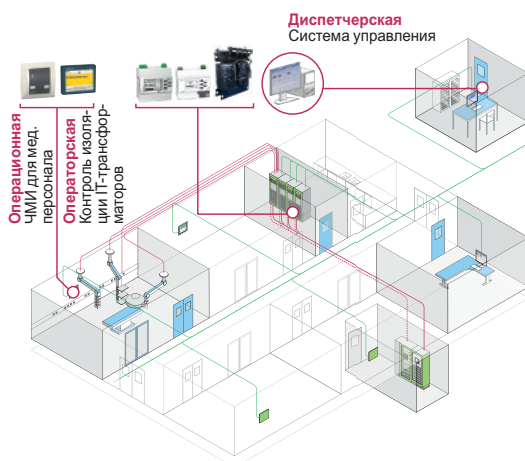 Диспетчерская
Система управления
Операционная
ЧМИ для мед.
персонала
Операторская
Контроль изоля-
ции IT-трансфор-
маторов